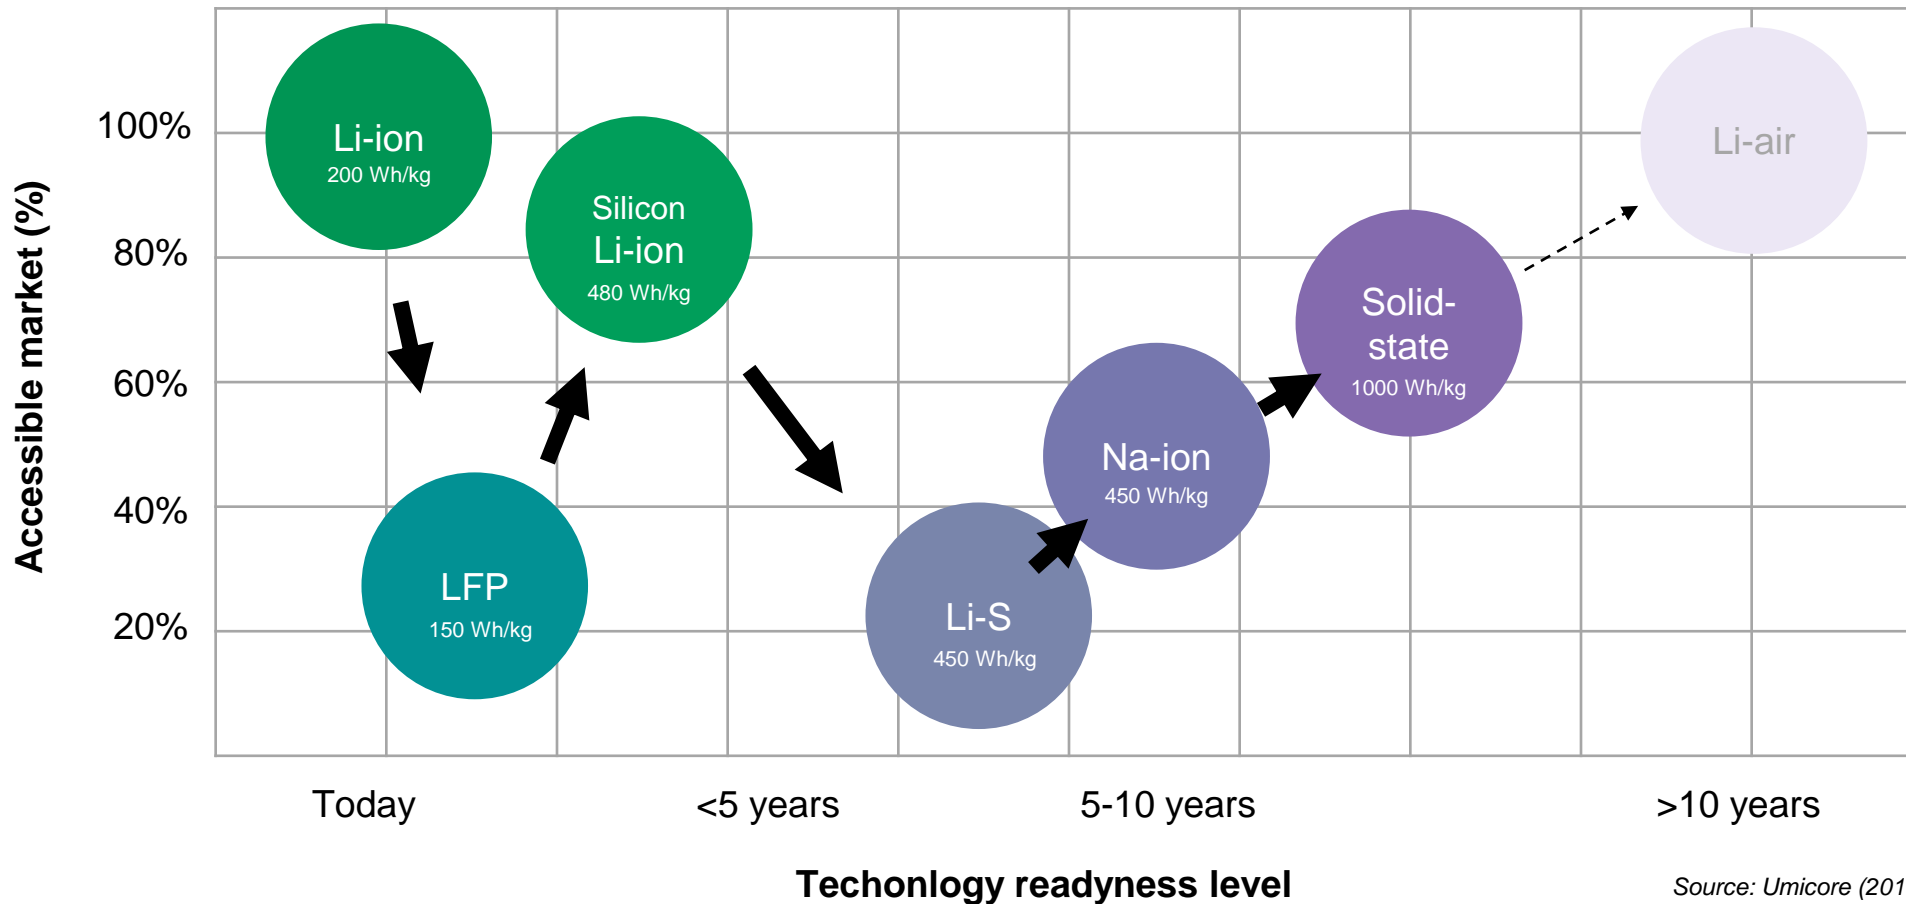 Accessible market (%)
100%
80%
60%
40%
20%
Li-ion
200 Wh/kg
Silicon
Li-ion
480 Wh/kg
LFP
150 Wh/kg
Li-S
450 Wh/kg
Na-ion
450 Wh/kg
Solid-
state
1000 Wh/kg
Li-air
Today
<5 years
5-10 years
>10 years
Techonlogy readyness level
Source: Umicore (201